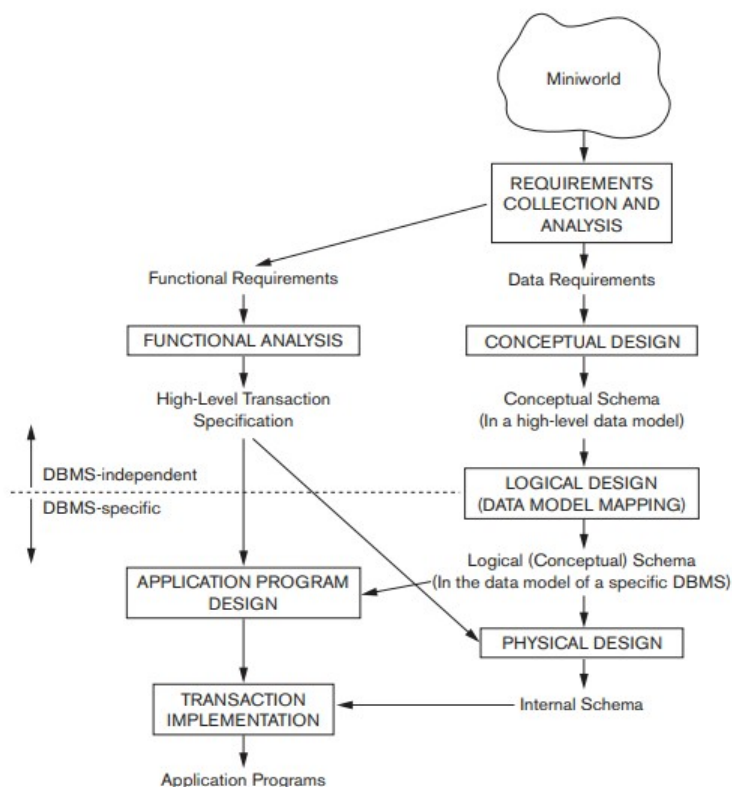 Miniworld
REQUIREMENTS
COLLECTION AND
ANALYSIS
Functional Requirements
Data Requirements
FUNCTIONAL ANALYSIS
CONCEPTUAL DESIGN
High-Level Transaction
Specification
Conceptual Schema
(In a high-level data model)
DBMS-independent
DBMS-specific
LOGICAL DESIGN
(DATA MODEL MAPPING)
Logical (Conceptual) Schema
(In the data model of a specific DBMS)
APPLICATION PROGRAM
DESIGN
PHYSICAL DESIGN
TRANSACTION
IMPLEMENTATION
Internal Schema
Application Programs